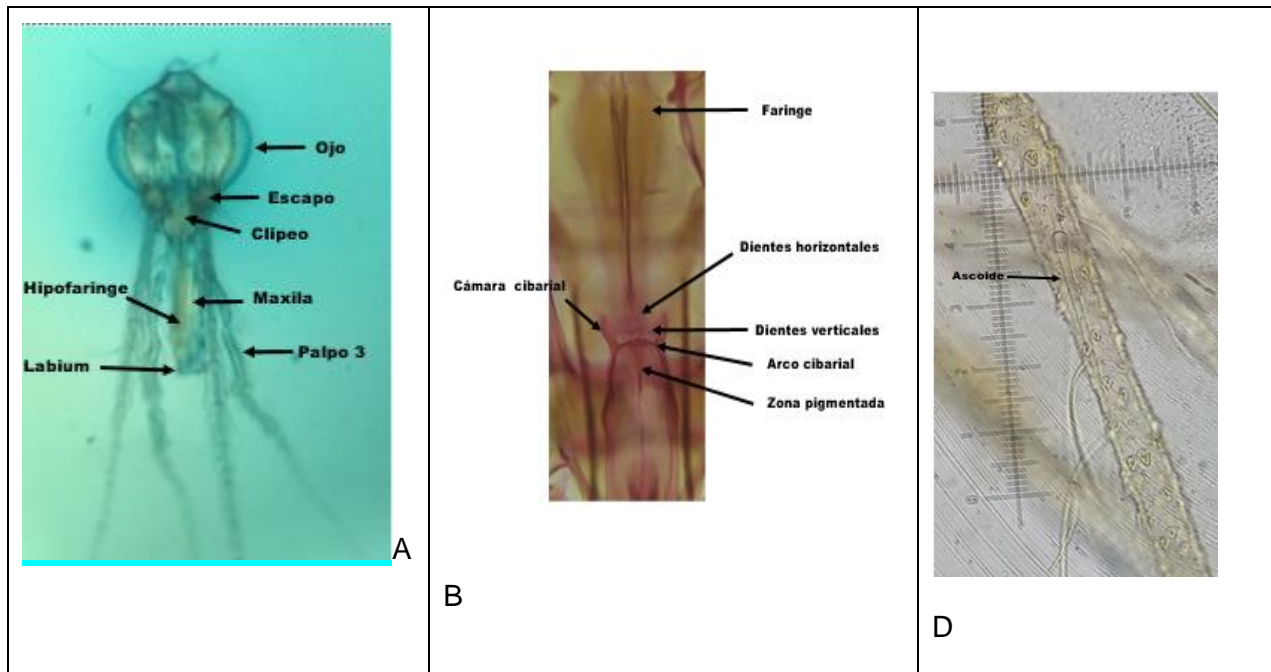 Ojo
Escapo
Clipeo
Hipofaringe
Maxila
Palpo 3
Labium
A
Faringe
Dientes horizontales
Cámara cibarial
Dientes verticales
Arco cibarial
Zona pigmentada
B
Ascoide
D